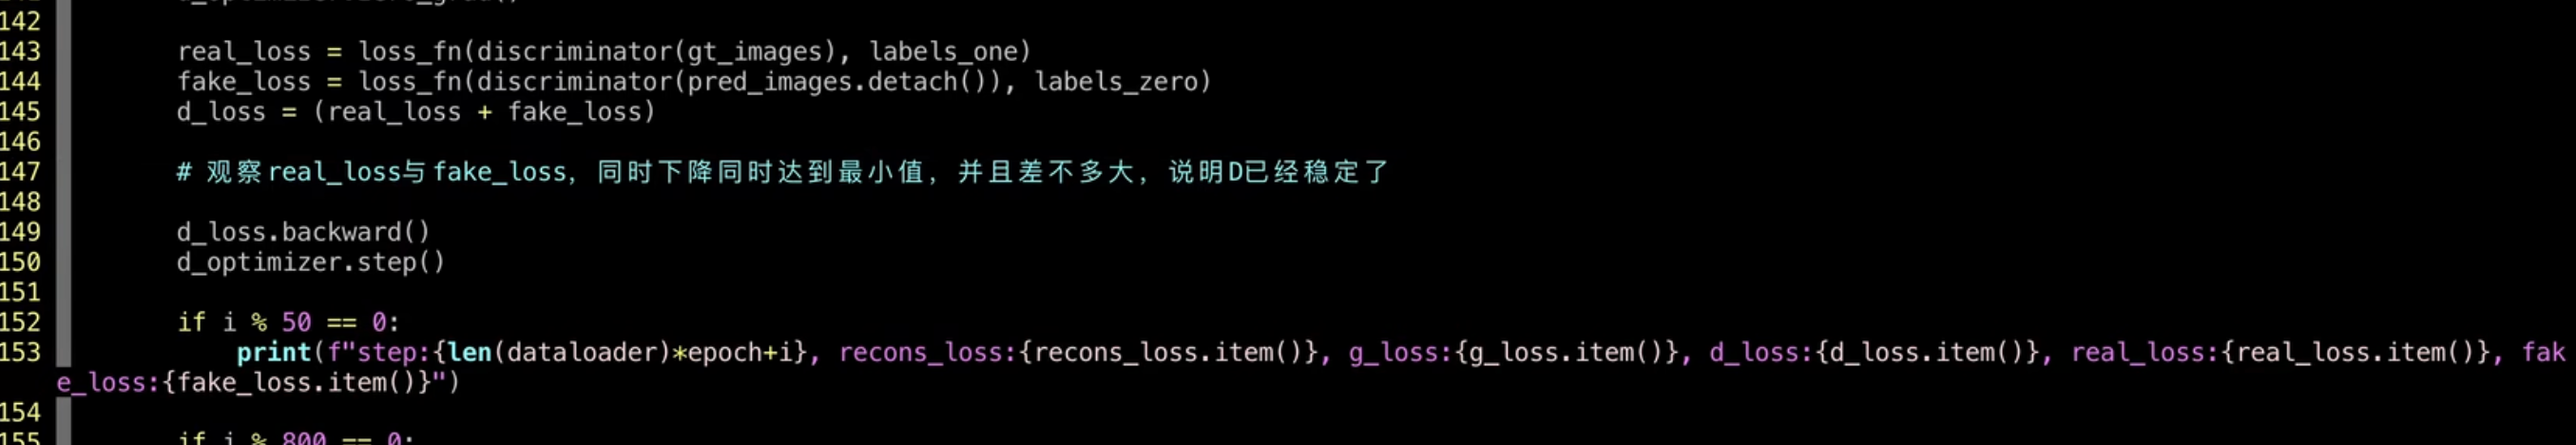 142
143 real_loss = loss_fn(discriminator(gt_images), labels_one)
144 fake_loss = loss_fn(discriminator(pred_images.detach()), labels_zero)
145 d_loss = (real_loss + fake_loss)
146
147 # 观察real_loss与fake_loss，同时下降同时达到最小值，并且差不多大，说明D已经稳定了
148
149 d_loss.backward()
150 d_optimizer.step()
151
152 if i % 50 == 0:
153 print(f"step:{len(dataloader)*epoch+i}, recons_loss:{recons_loss.item()}, g_loss:{g_loss.item()}, d_loss:{d_loss.item()}, real_loss:{real_loss.item()}, fak
e_loss:{fake_loss.item()}")
154
155 if i % 800 == 0: